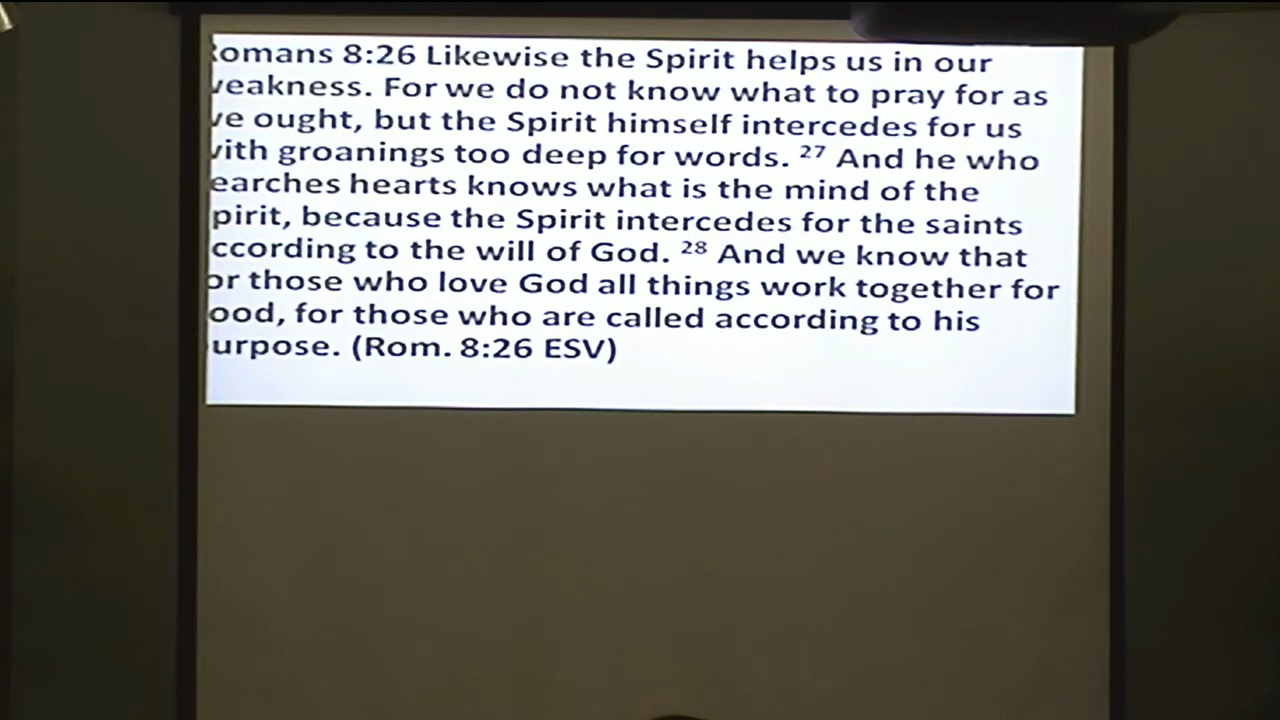 Romans 8:26 Likewise the Spirit helps us in our
weakness. For we do not know what to pray for as
we ought, but the Spirit himself intercedes for us
with groanings too deep for words. ²⁷ And he who
earches hearts knows what is the mind of the
pirit, because the Spirit intercedes for the saints
ccording to the will of God. ²⁸ And we know that
or those who love God all things work together for
ood, for those who are called according to his
urpose. (Rom. 8:26 ESV)